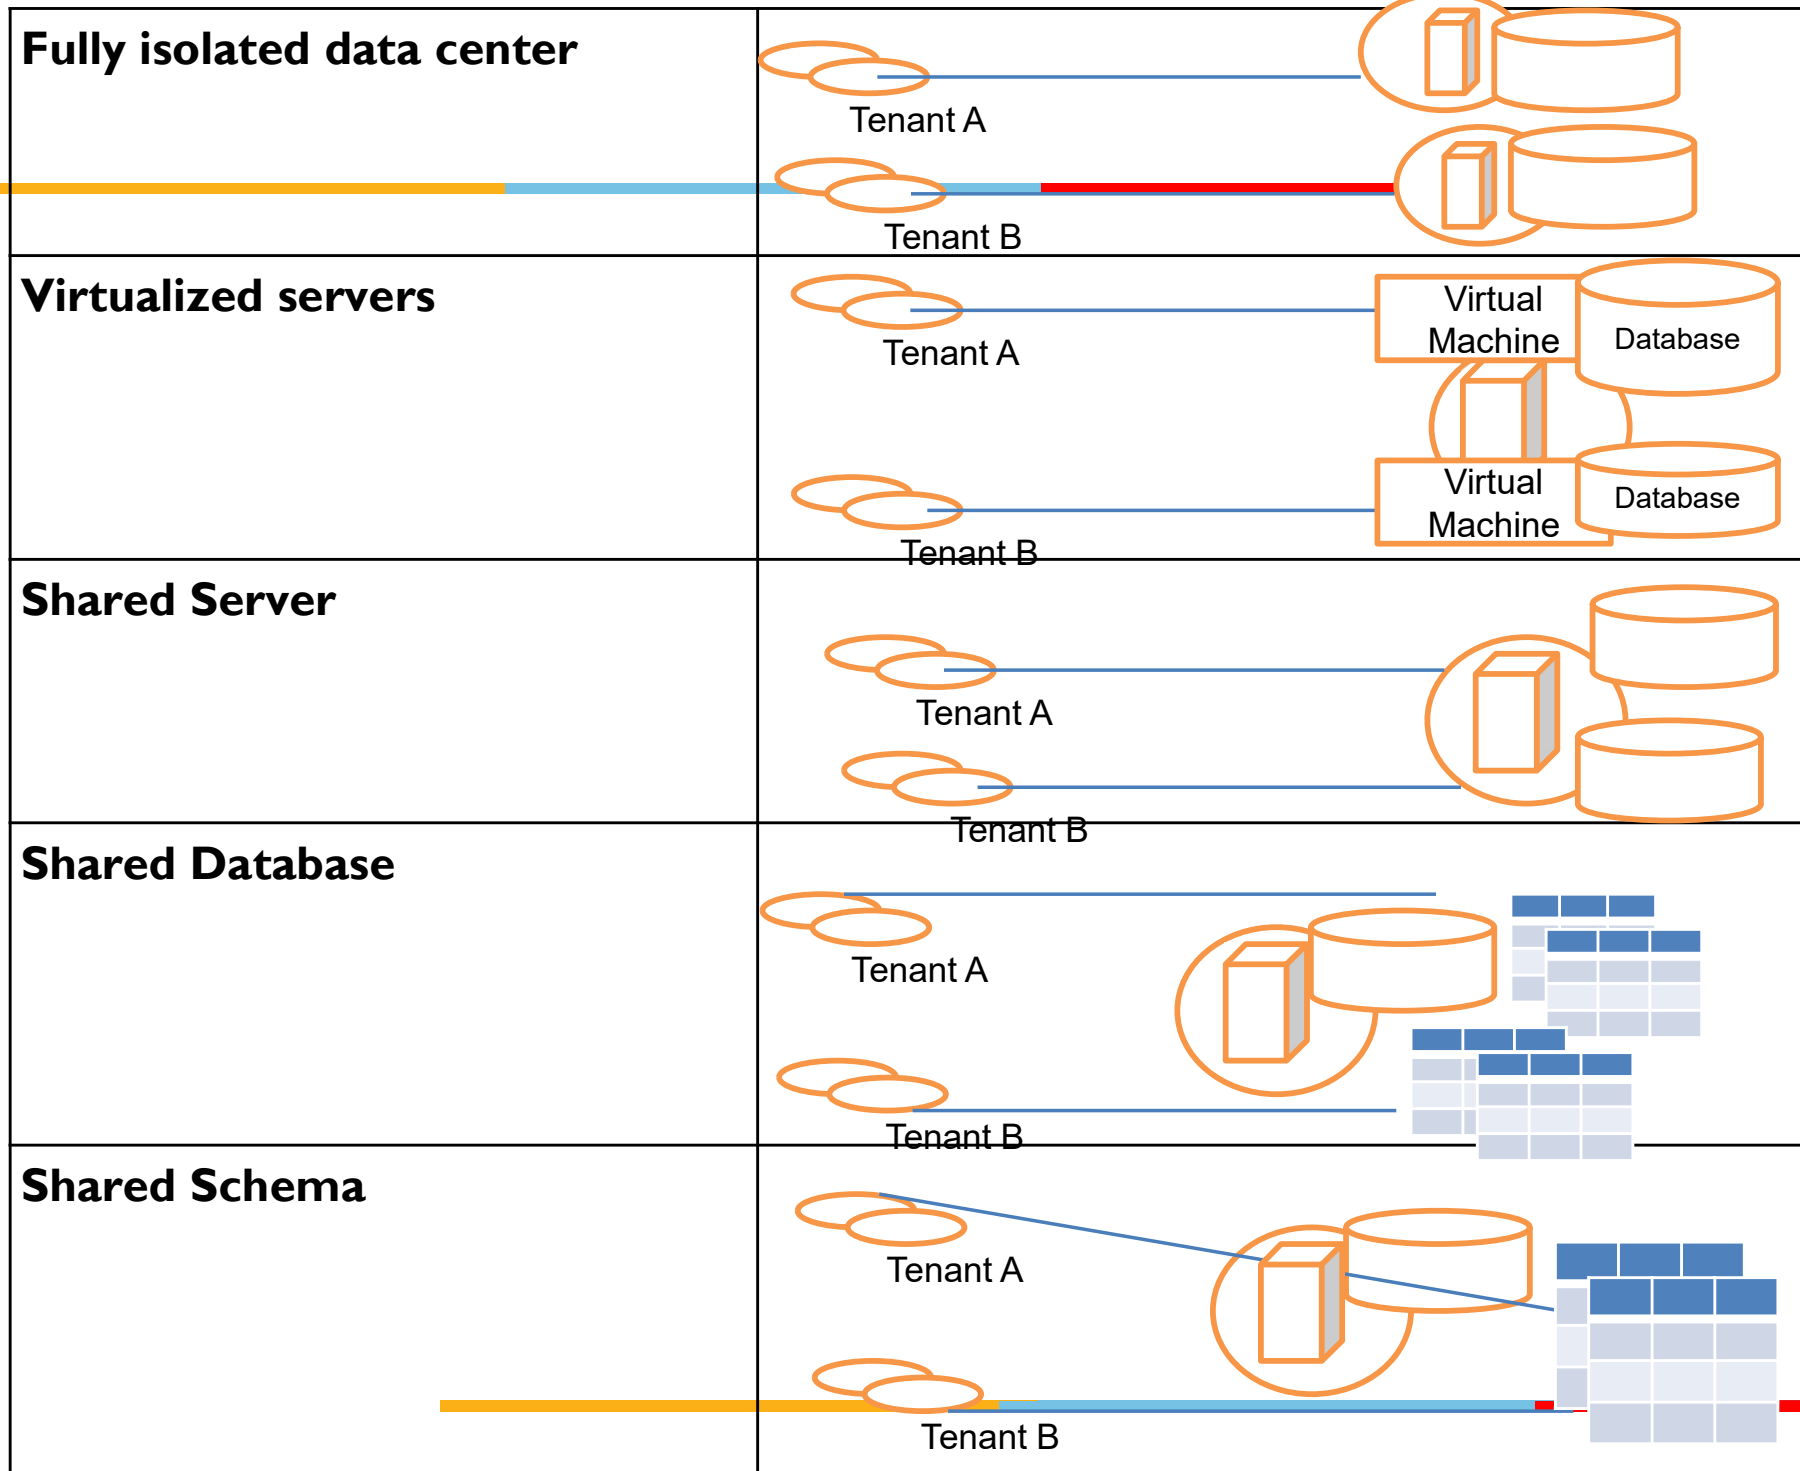 Fully isolated data center
Tenant A
Tenant B
Virtualized servers
Tenant A
Virtual
Machine
Database
Tenant B
Virtual
Machine
Database
Shared Server
Tenant A
Tenant B
Shared Database
Tenant A
Tenant B
Shared Schema
Tenant A
Tenant B